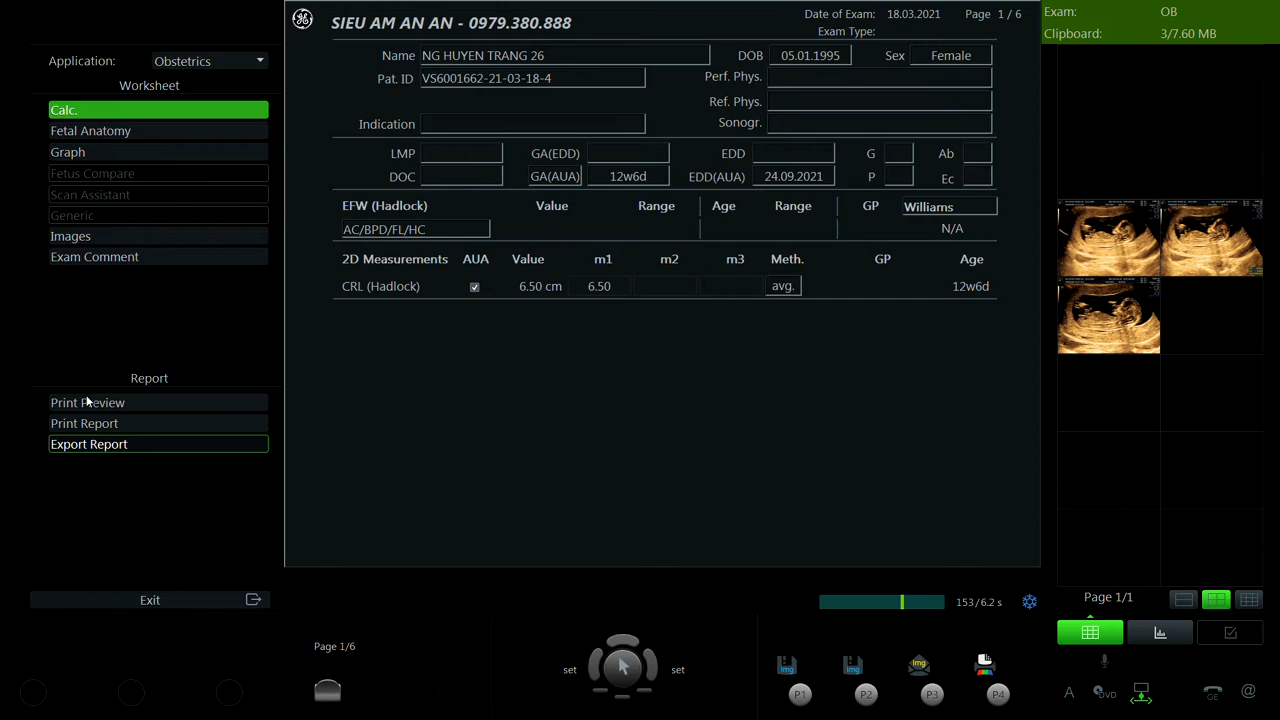 Application: Obstetrics
Worksheet
Calc.
Fetal Anatomy
Graph
Fetus Compare
Scan Assistant
Generic
Images
Exam Comment
Report
Print Preview
Print Report
Export Report
Exit
SIEU AM AN AN - 0979.380.888
Date of Exam: 18.03.2021 Page 1 / 6
Exam Type:
Name NG HUYEN TRANG 26 DOB 05.01.1995 Sex Female
Pat. ID VS6001662-21-03-18-4 Perf. Phys.
Ref. Phys.
Indication Sonogr.
LMP GA(EDD) EDD G Ab
DOC GA(AUA) 12w6d EDD(AUA) 24.09.2021 P Ec
EFW (Hadlock) Value Range Age Range GP Williams
AC/BPD/FL/HC N/A
2D Measurements AUA Value m1 m2 m3 Meth. GP Age
CRL (Hadlock) 6.50 cm 6.50 avg. 12w6d
Exam: OB
Clipboard: 3/7.60 MB
153/6.2 s
Page 1/1
Page 1/6
set set
Img Img Img
P1 P2 P3 P4
A DVD GE @